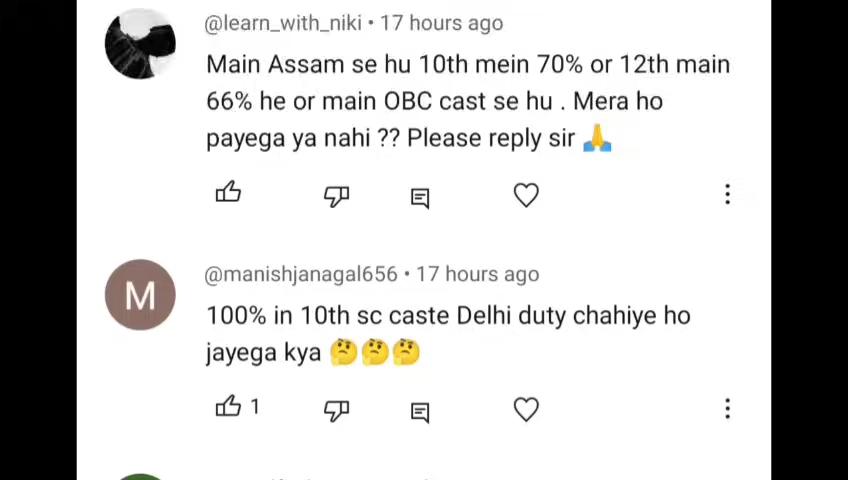 @learn_with_niki • 17 hours ago
Main Assam se hu 10th mein 70% or 12th main
66% he or main OBC cast se hu . Mera ho
payega ya nahi ?? Please reply sir 🙏
M
@manishjanagal656 • 17 hours ago
100% in 10th sc caste Delhi duty chahiye ho
jayega kya 🤔🤔🤔
1